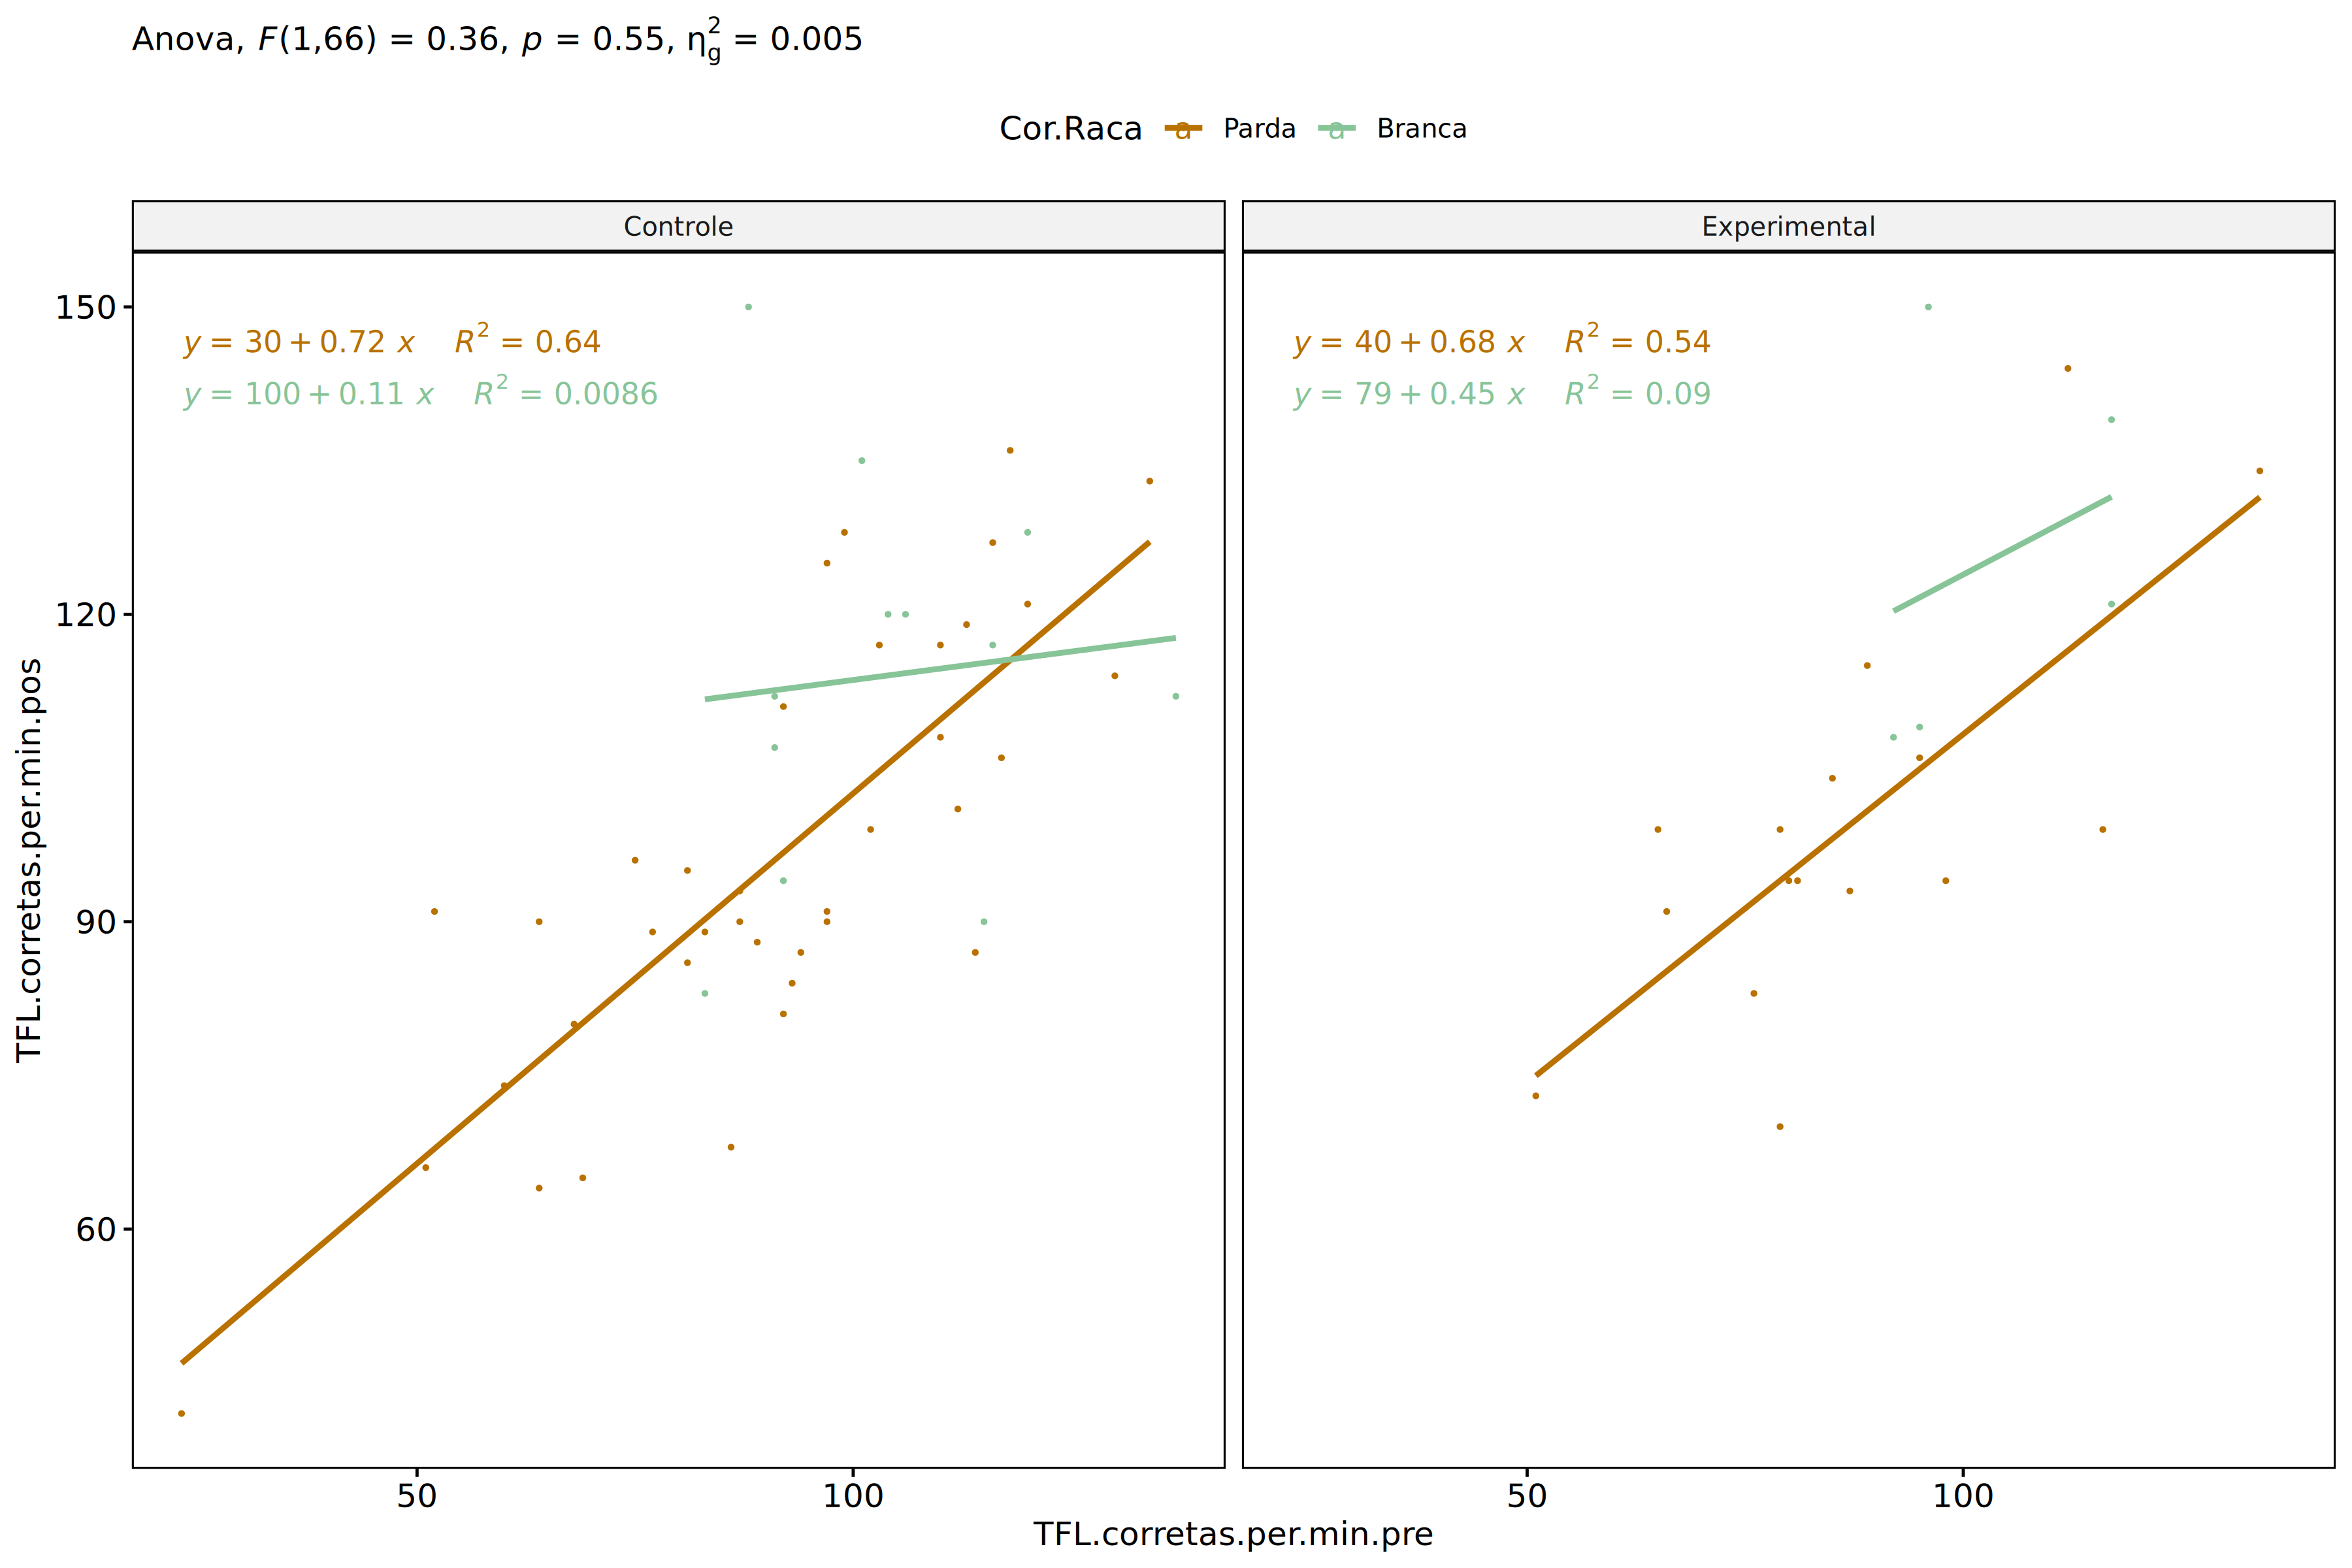 Anova, F(1,66) = 0.36, p = 0.55, η²g = 0.005
Cor.Raca a Parda a Branca
Controle
Experimental
y = 30 + 0.72 x R² = 0.64
y = 100 + 0.11 x R² = 0.0086
y = 40 + 0.68 x R² = 0.54
y = 79 + 0.45 x R² = 0.09
150
120
90
60
TFL.corretas.per.min.pos
50
100
50
100
TFL.corretas.per.min.pre